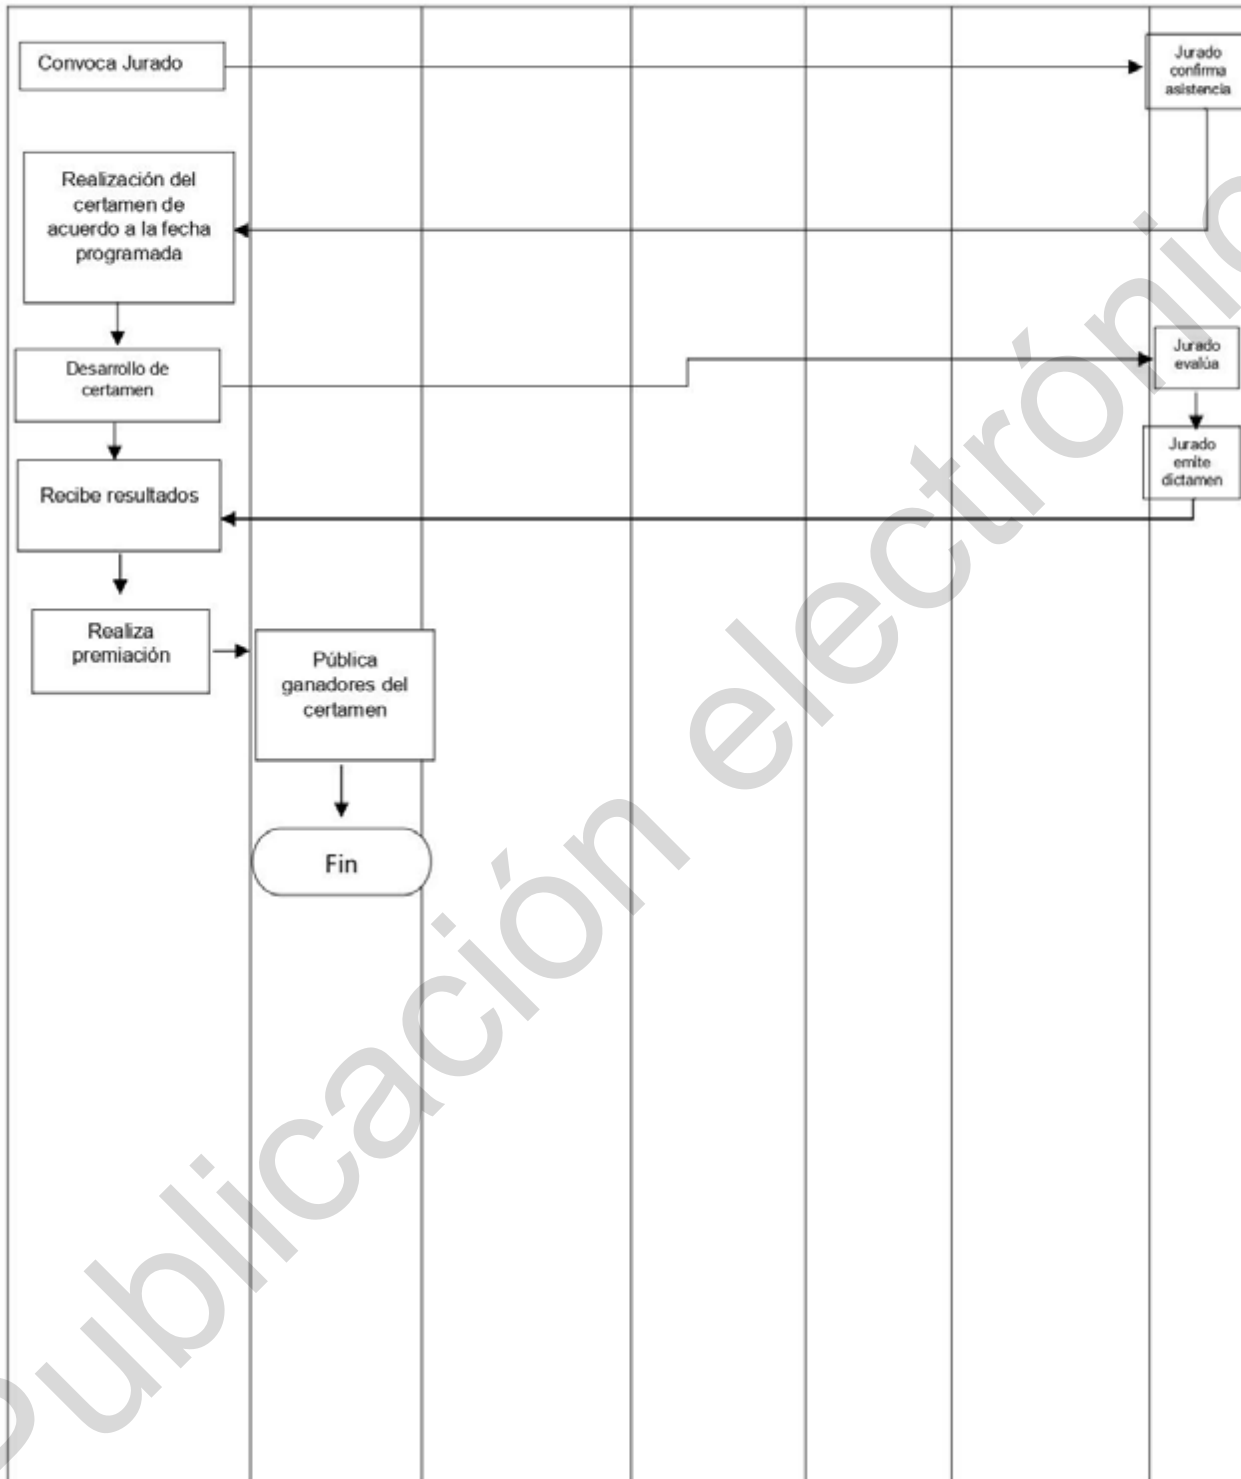 Convoca Jurado
Jurado
confirma
asistencia
Realización del
certamen de
acuerdo a la fecha
programada
Desarrollo de
certamen
Jurado
evalúa
Jurado
emite
dictamen
Recibe resultados
Realiza
premiación
Pública
ganadores del
certamen
Fin
Publicación electrónic